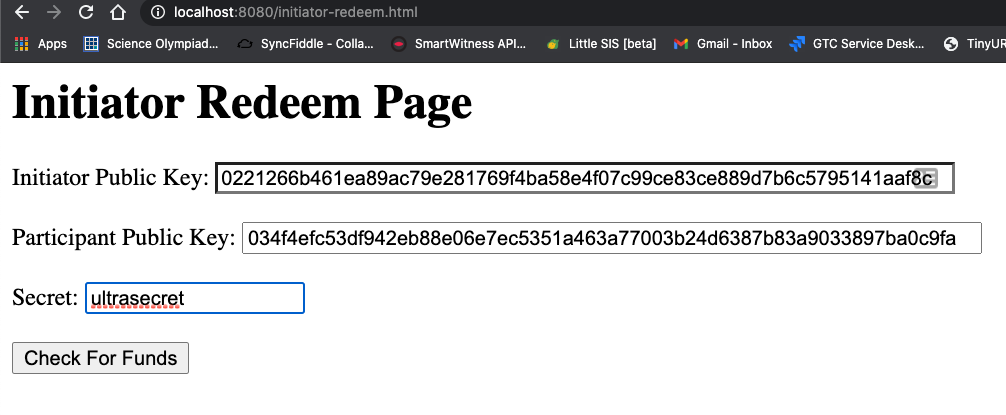 localhost:8080/initiator-redeem.html
Apps Science Olympiad... SyncFiddle - Colla... SmartWitness API... Little SIS [beta] Gmail - Inbox GTC Service Desk... TinyUR
Initiator Redeem Page
Initiator Public Key: 0221266b461ea89ac79e281769f4ba58e4f07c99ce83ce889d7b6c5795141aaf8c
Participant Public Key: 034f4efc53df942eb88e06e7ec5351a463a77003b24d6387b83a9033897ba0c9fa
Secret: ultrasecret
Check For Funds